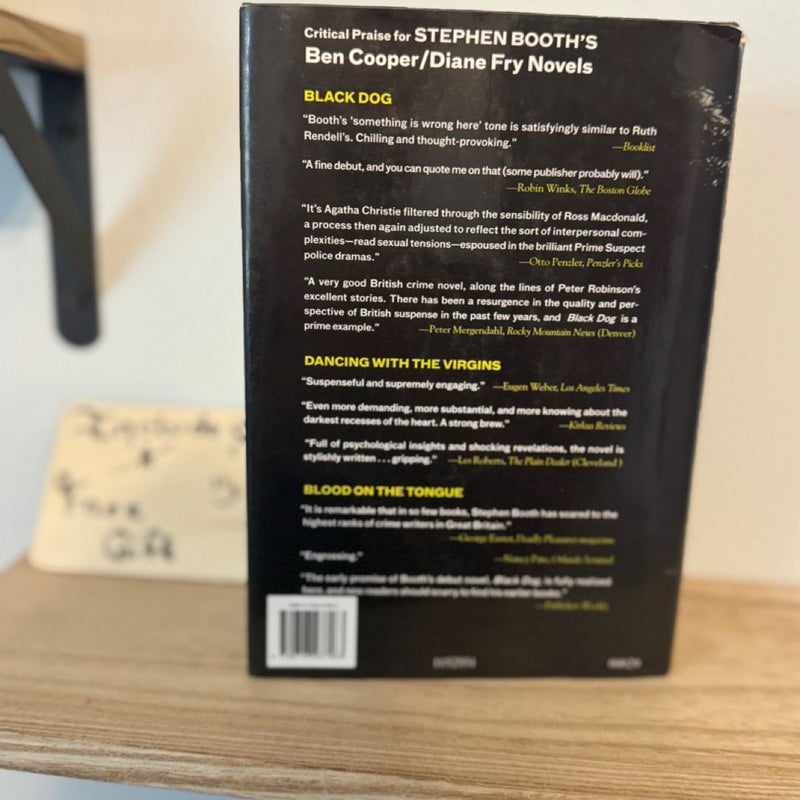 Critical Praise for STEPHEN BOOTH'S
Ben Cooper/Diane Fry Novels
BLACK DOG
"Booth's 'something is wrong here' tone is satisfyingly similar to Ruth
Rendell's. Chilling and thought-provoking."
—Booklist
"A fine debut, and you can quote me on that (some publisher probably will)."
—Robin Winks, The Boston Globe
"It's Agatha Christie filtered through the sensibility of Ross Macdonald,
a process then again adjusted to reflect the sort of interpersonal com-
plexities—read sexual tensions—espoused in the brilliant Prime Suspect
police dramas."
—Otto Penzler, Penzler's Picks
"A very good British crime novel, along the lines of Peter Robinson's
excellent stories. There has been a resurgence in the quality and per-
spective of British suspense in the past few years, and Black Dog is a
prime example."
—Peter Mergendahl, Rocky Mountain News (Denver)
DANCING WITH THE VIRGINS
"Suspenseful and supremely engaging." —Eugen Weber, Los Angeles Times
"Even more demanding, more substantial, and more knowing about the
darkest recesses of the heart. A strong brew."
—Kirkus Reviews
"Full of psychological insights and shocking revelations, the novel is
stylishly written . . . gripping." —Les Roberts, The Plain Dealer (Cleveland)
BLOOD ON THE TONGUE
"It is remarkable that in so few books, Stephen Booth has soared to the
highest ranks of crime writers in Great Britain."
—George Easter, Deadly Pleasures magazine
"Engrossing."
—Nancy Pate, Orlando Sentinel
"The early promise of Booth's debut novel, Black Dog, is fully realized
here, and new readers should scurry to find his earlier books."
—Publishers Weekly
Free
Gift